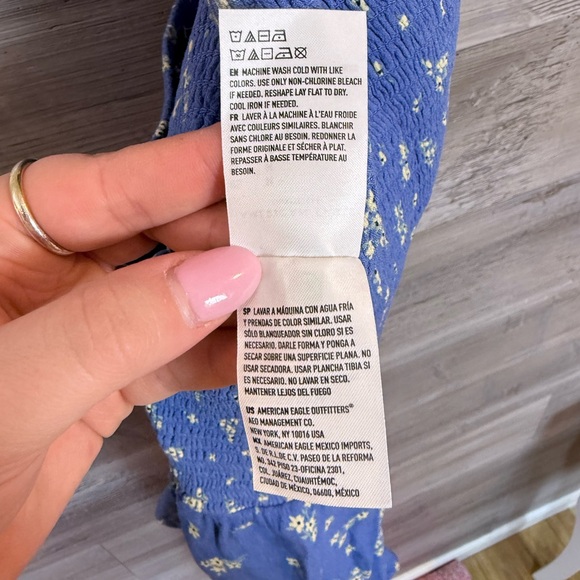 EN MACHINE WASH COLD WITH LIKE
COLORS. USE ONLY NON-CHLORINE BLEACH
IF NEEDED. RESHAPE LAY FLAT TO DRY.
COOL IRON IF NEEDED.
FR LAVER À LA MACHINE À L'EAU FROIDE
AVEC COULEURS SIMILAIRES. BLANCHIR
SANS CHLORE AU BESOIN. REDONNER LA
FORME ORIGINALE ET SÉCHER À PLAT.
REPASSER À BASSE TEMPÉRATURE AU
BESOIN.
SP LAVAR A MÁQUINA CON AGUA FRÍA
Y PRENDAS DE COLOR SIMILAR. USAR
SÓLO BLANQUEADOR SIN CLORO SI ES
NECESARIO. DARLE FORMA Y PONGA A
SECAR SOBRE UNA SUPERFICIE PLANA. NO
USAR SECADORA. USAR PLANCHA TIBIA SI
ES NECESARIO. NO LAVAR EN SECO.
MANTENER LEJOS DEL FUEGO
US AMERICAN EAGLE OUTFITTERS®
AEO MANAGEMENT CO.
NEW YORK, NY 10016 USA
MX AMERICAN EAGLE MEXICO IMPORTS,
S. DE R.L. DE C.V. PASEO DE LA REFORMA
NO. 342 PISO 23-OFICINA 2301,
COL. JUÁREZ, CUAUHTÉMOC,
CIUDAD DE MÉXICO, 06600, MÉXICO